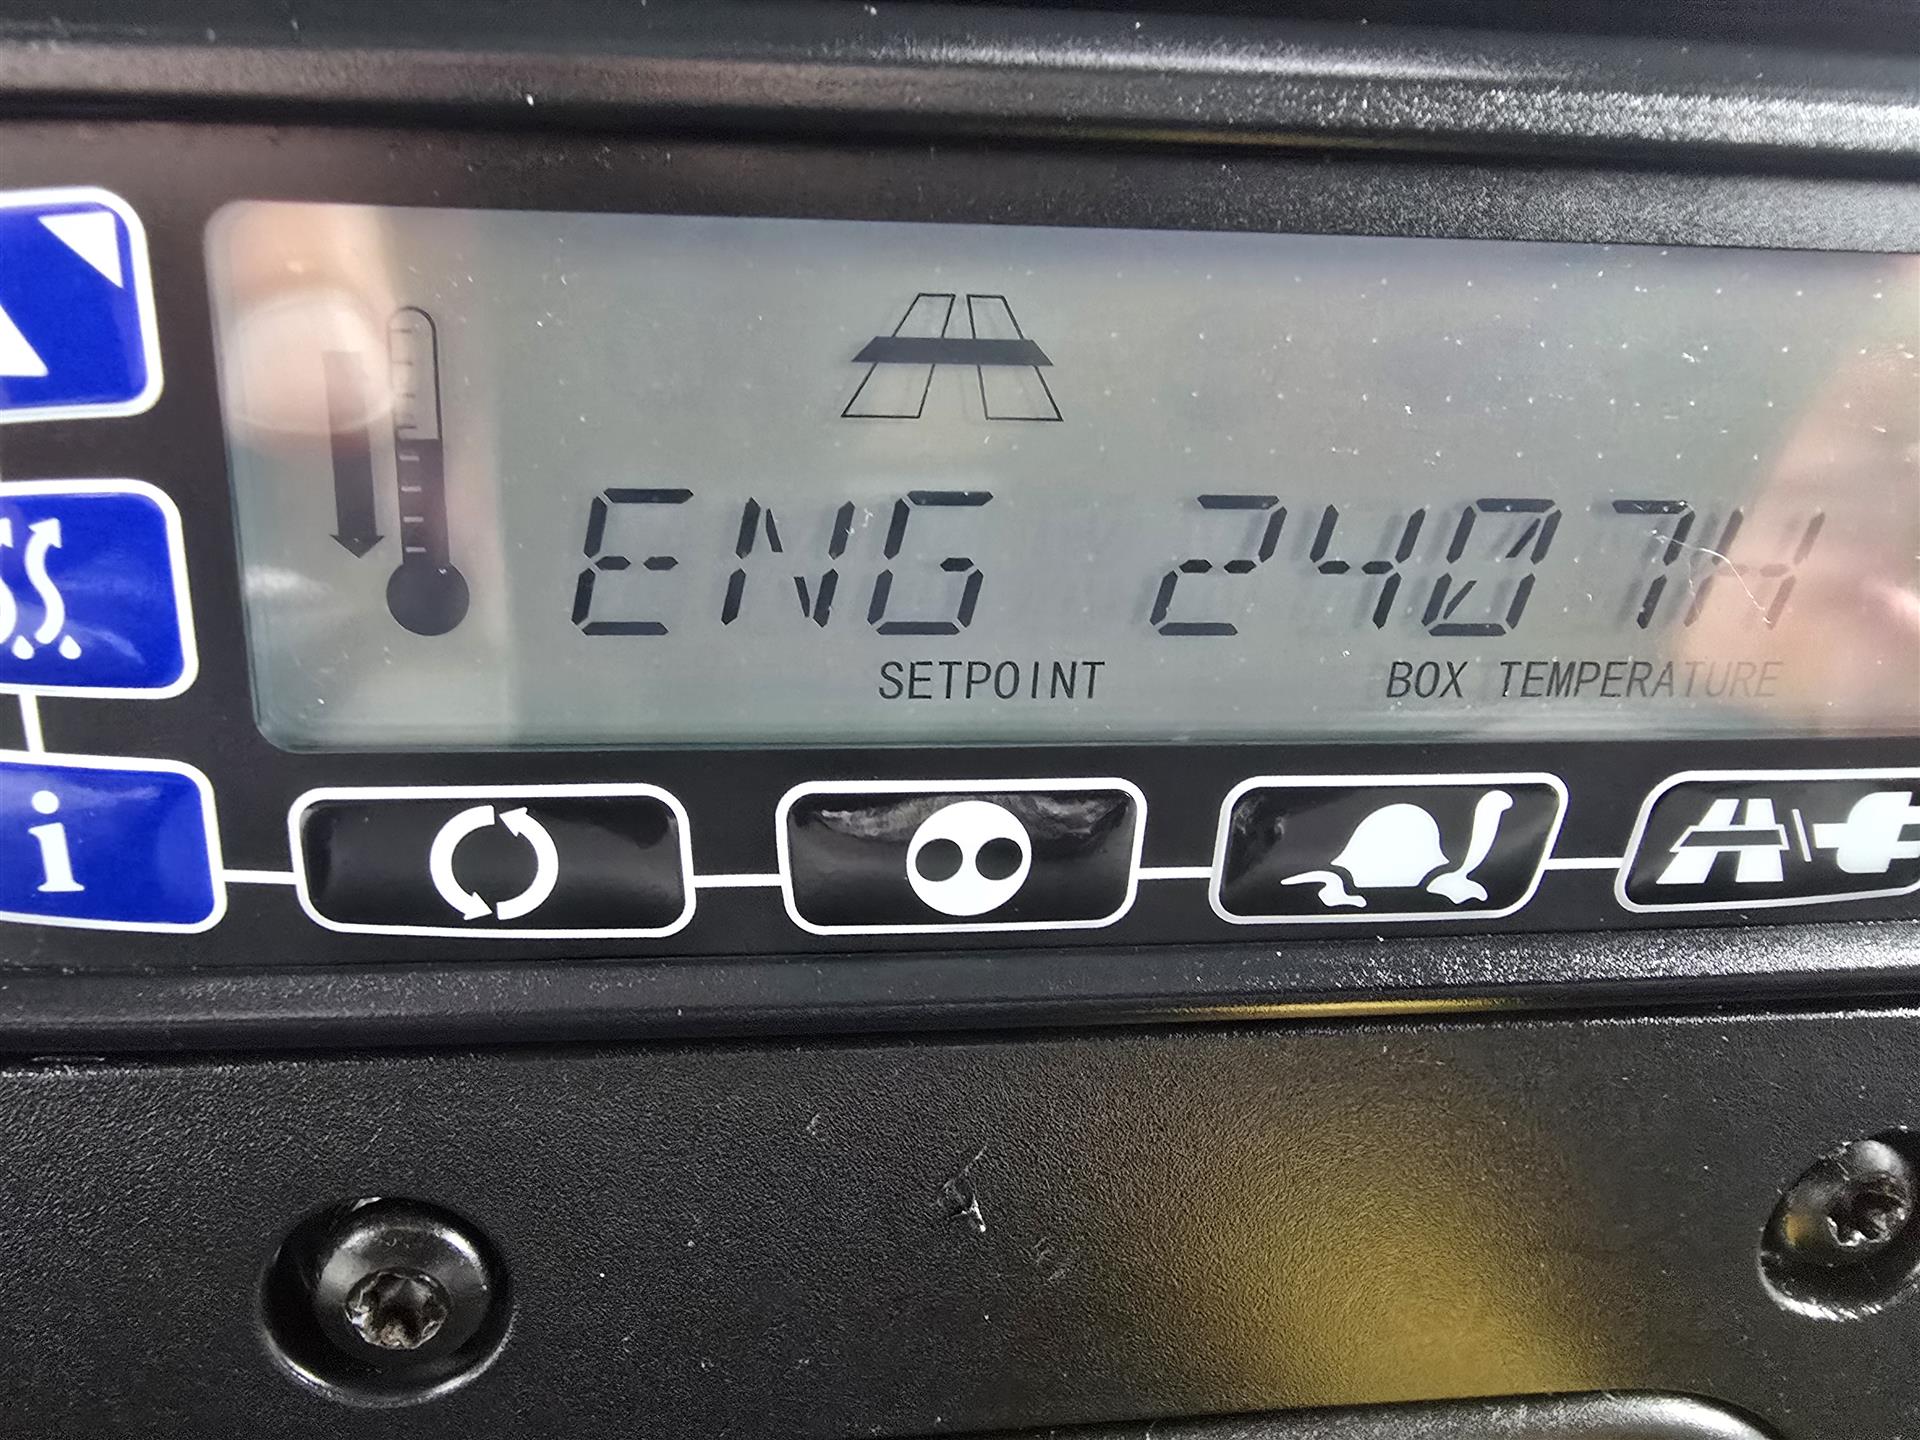 ENG 2407H
SETPOINT BOX TEMPERATURE
i